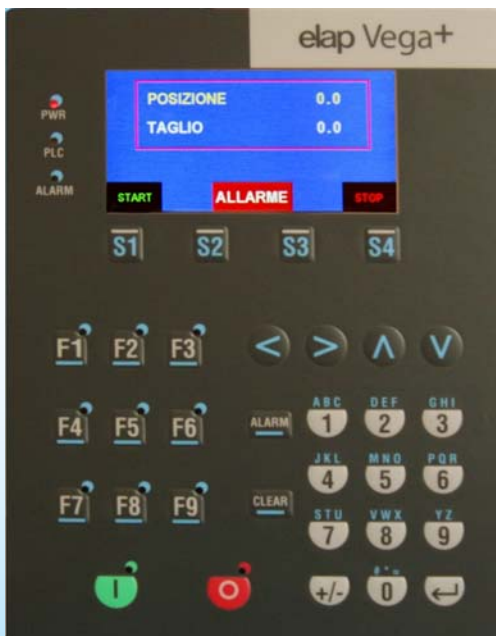 elap Vega+
POSIZIONE 0.0
TAGLIO 0.0
PWR
PLC
ALARM
START ALLARME STOP
S1 S2 S3 S4
F1 F2 F3 < > Λ V
F4 F5 F6 ALARM
ABC DEF GHI
1 2 3
JKL MNO PQR
4 5 6
F7 F8 F9 CLEAR
STU VWX YZ
7 8 9
# * =
I O +/- 0 ↵